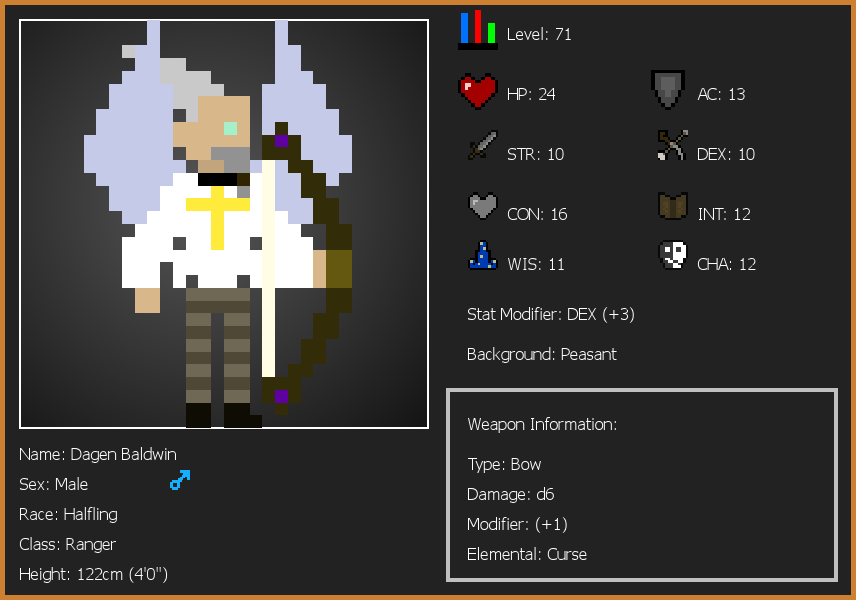 Level: 71
HP: 24
AC: 13
STR: 10
DEX: 10
CON: 16
INT: 12
WIS: 11
CHA: 12
Stat Modifier: DEX (+3)
Background: Peasant
Weapon Information:
Type: Bow
Damage: d6
Modifier: (+1)
Elemental: Curse
Name: Dagen Baldwin
Sex: Male
Race: Halfling
Class: Ranger
Height: 122cm (4'0")